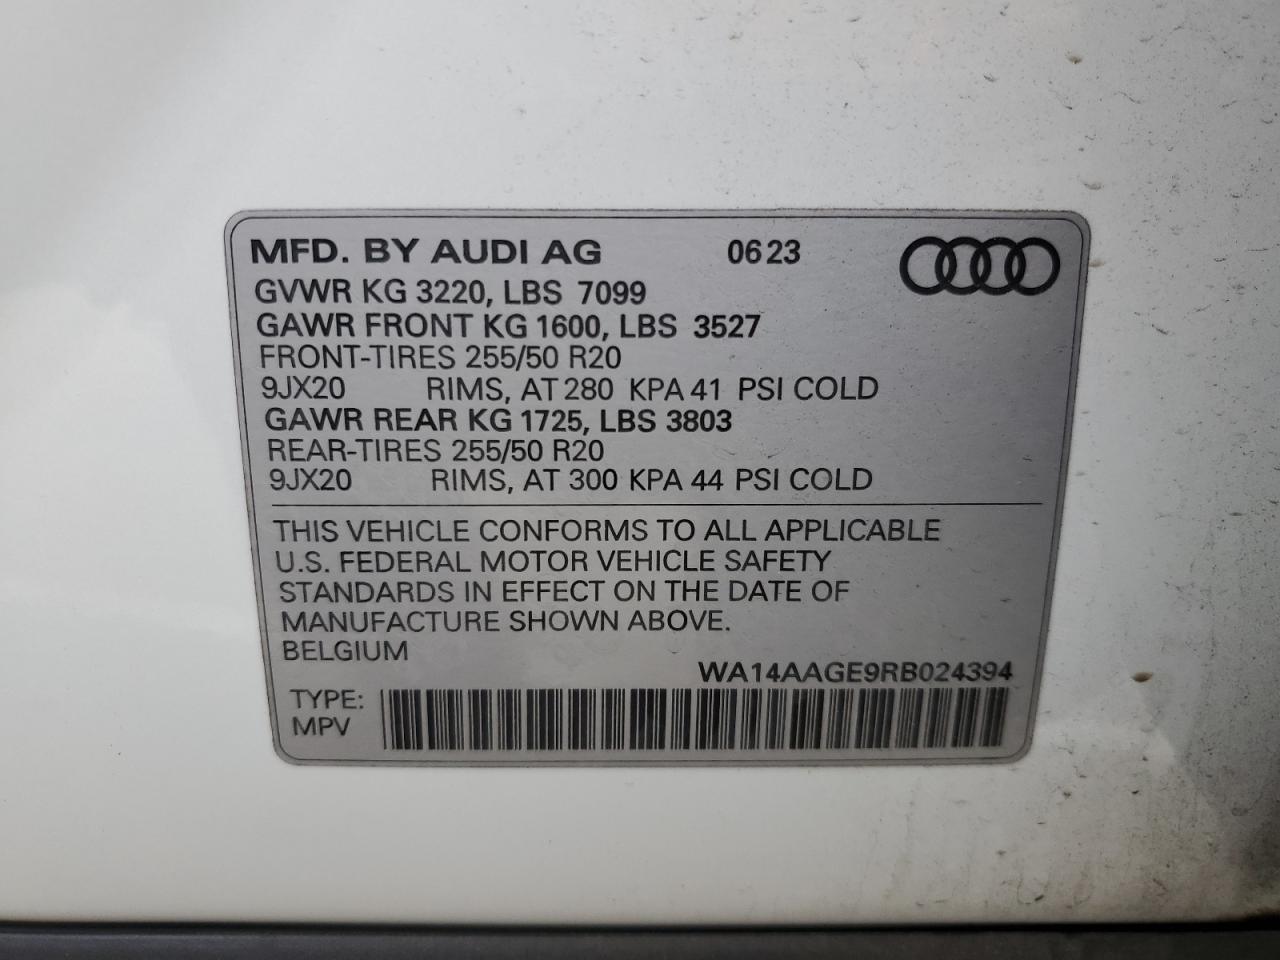 MFD. BY AUDI AG 0623
GVWR KG 3220, LBS 7099
GAWR FRONT KG 1600, LBS 3527
FRONT-TIRES 255/50 R20
9JX20 RIMS, AT 280 KPA 41 PSI COLD
GAWR REAR KG 1725, LBS 3803
REAR-TIRES 255/50 R20
9JX20 RIMS, AT 300 KPA 44 PSI COLD
THIS VEHICLE CONFORMS TO ALL APPLICABLE
U.S. FEDERAL MOTOR VEHICLE SAFETY
STANDARDS IN EFFECT ON THE DATE OF
MANUFACTURE SHOWN ABOVE.
BELGIUM
WA14AAGE9RB024394
TYPE:
MPV